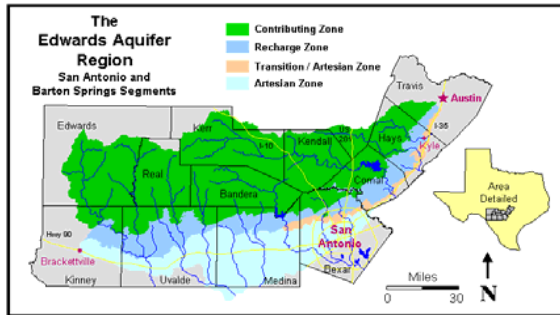 The
Edwards Aquifer
Region
San Antonio and
Barton Springs Segments
Contributing Zone
Recharge Zone
Transition / Artesian Zone
Artesian Zone
Travis
Austin
Edwards
Kerr
I-10
Kendall
US
281
Hays
I-35
Kyle
Real
Bandera
Comal
Area
Detailed
Hwy 90
San
Antonio
Brackettville
Bexar
Kinney
Uvalde
Medina
Miles
0 30
N